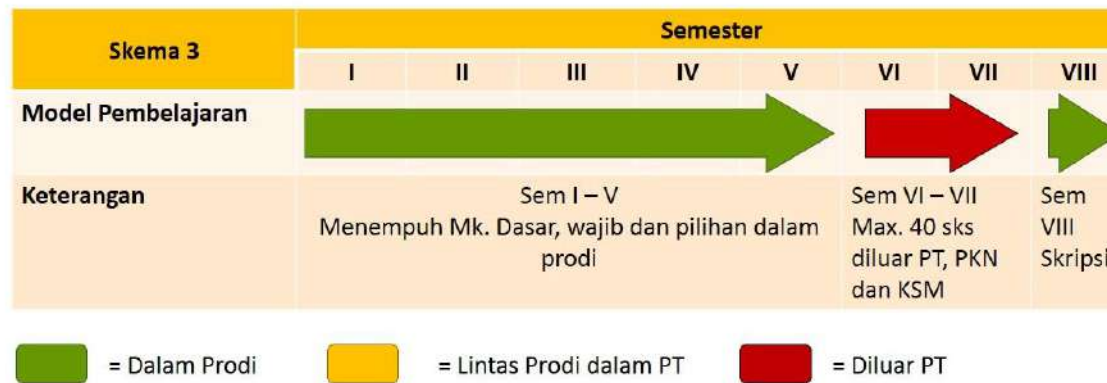 Skema 3
Semester
I II III IV V VI VII VIII
Model Pembelajaran
Keterangan
Sem I – V
Menempuh Mk. Dasar, wajib dan pilihan dalam
prodi
Sem VI – VII
Max. 40 sks
diluar PT, PKN
dan KSM
Sem
VIII
Skripsi
= Dalam Prodi
= Lintas Prodi dalam PT
= Diluar PT